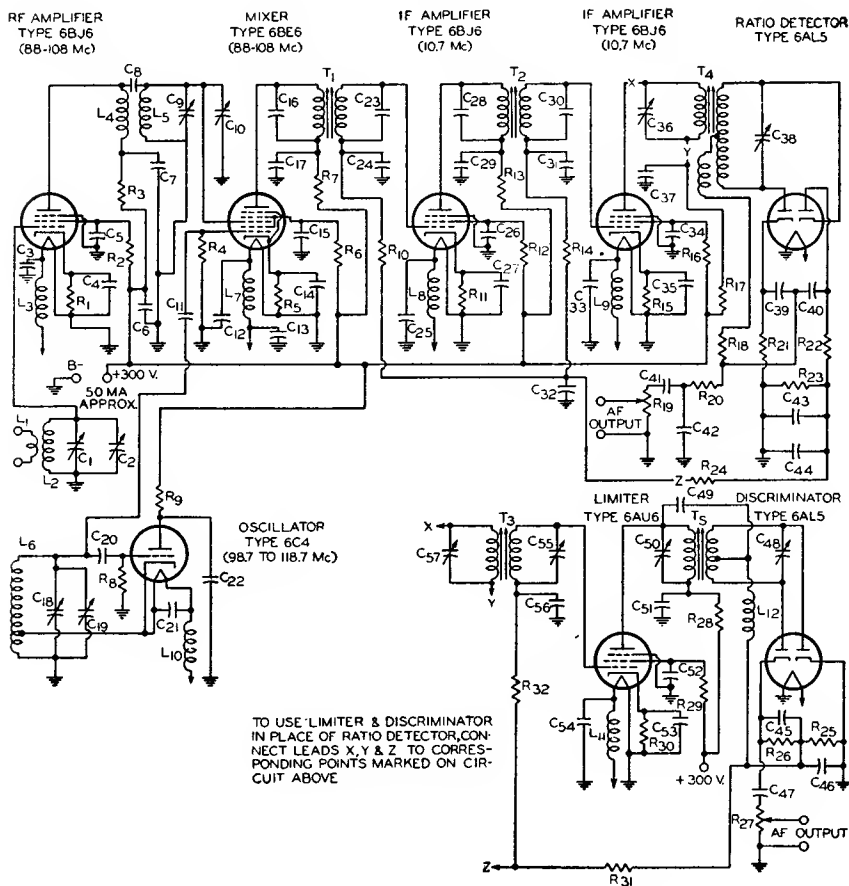 RF AMPLIFIER
TYPE 6BJ6
(88-108 Mc)
MIXER
TYPE 6BE6
(88-108 Mc)
IF AMPLIFIER
TYPE 6BJ6
(10.7 Mc)
IF AMPLIFIER
TYPE 6BJ6
(10.7 Mc)
RATIO DETECTOR
TYPE 6AL5
C8
L4
L5
C9
C10
C16
T1
C23
C28
T2
C30
X
T4
C36
Y
C38
R3
C7
C17
R7
C24
C29
R13
C31
C37
C3
C5
R2
R4
C15
R6
R10
C26
R12
R14
C34
R16
R17
L3
C4
R1
C6
C11
L7
C14
R5
C12
C13
L8
C27
R11
C25
C33
L9
C35
R15
R18
C39
C40
R21
R22
R23
C43
C44
B-
+300 V.
50 MA
APPROX.
C32
C41
R20
R19
AF
OUTPUT
C42
Z
R24
L1
L2
C1
C2
R9
OSCILLATOR
TYPE 6C4
(98.7 TO 118.7 Mc)
L6
C20
R8
C22
C18
C19
C21
L10
LIMITER
TYPE 6AU6
C49
DISCRIMINATOR
TYPE 6AL5
X
T3
C57
C55
Y
C56
C50
T5
C48
C51
R28
L12
R32
C52
R29
C54
L11
C53
R30
+300 V.
C45
R26
R25
C46
C47
R27
AF OUTPUT
Z
R31
TO USE LIMITER & DISCRIMINATOR
IN PLACE OF RATIO DETECTOR, CON-
NECT LEADS X, Y & Z TO CORRES-
PONDING POINTS MARKED ON CIR-
CUIT ABOVE